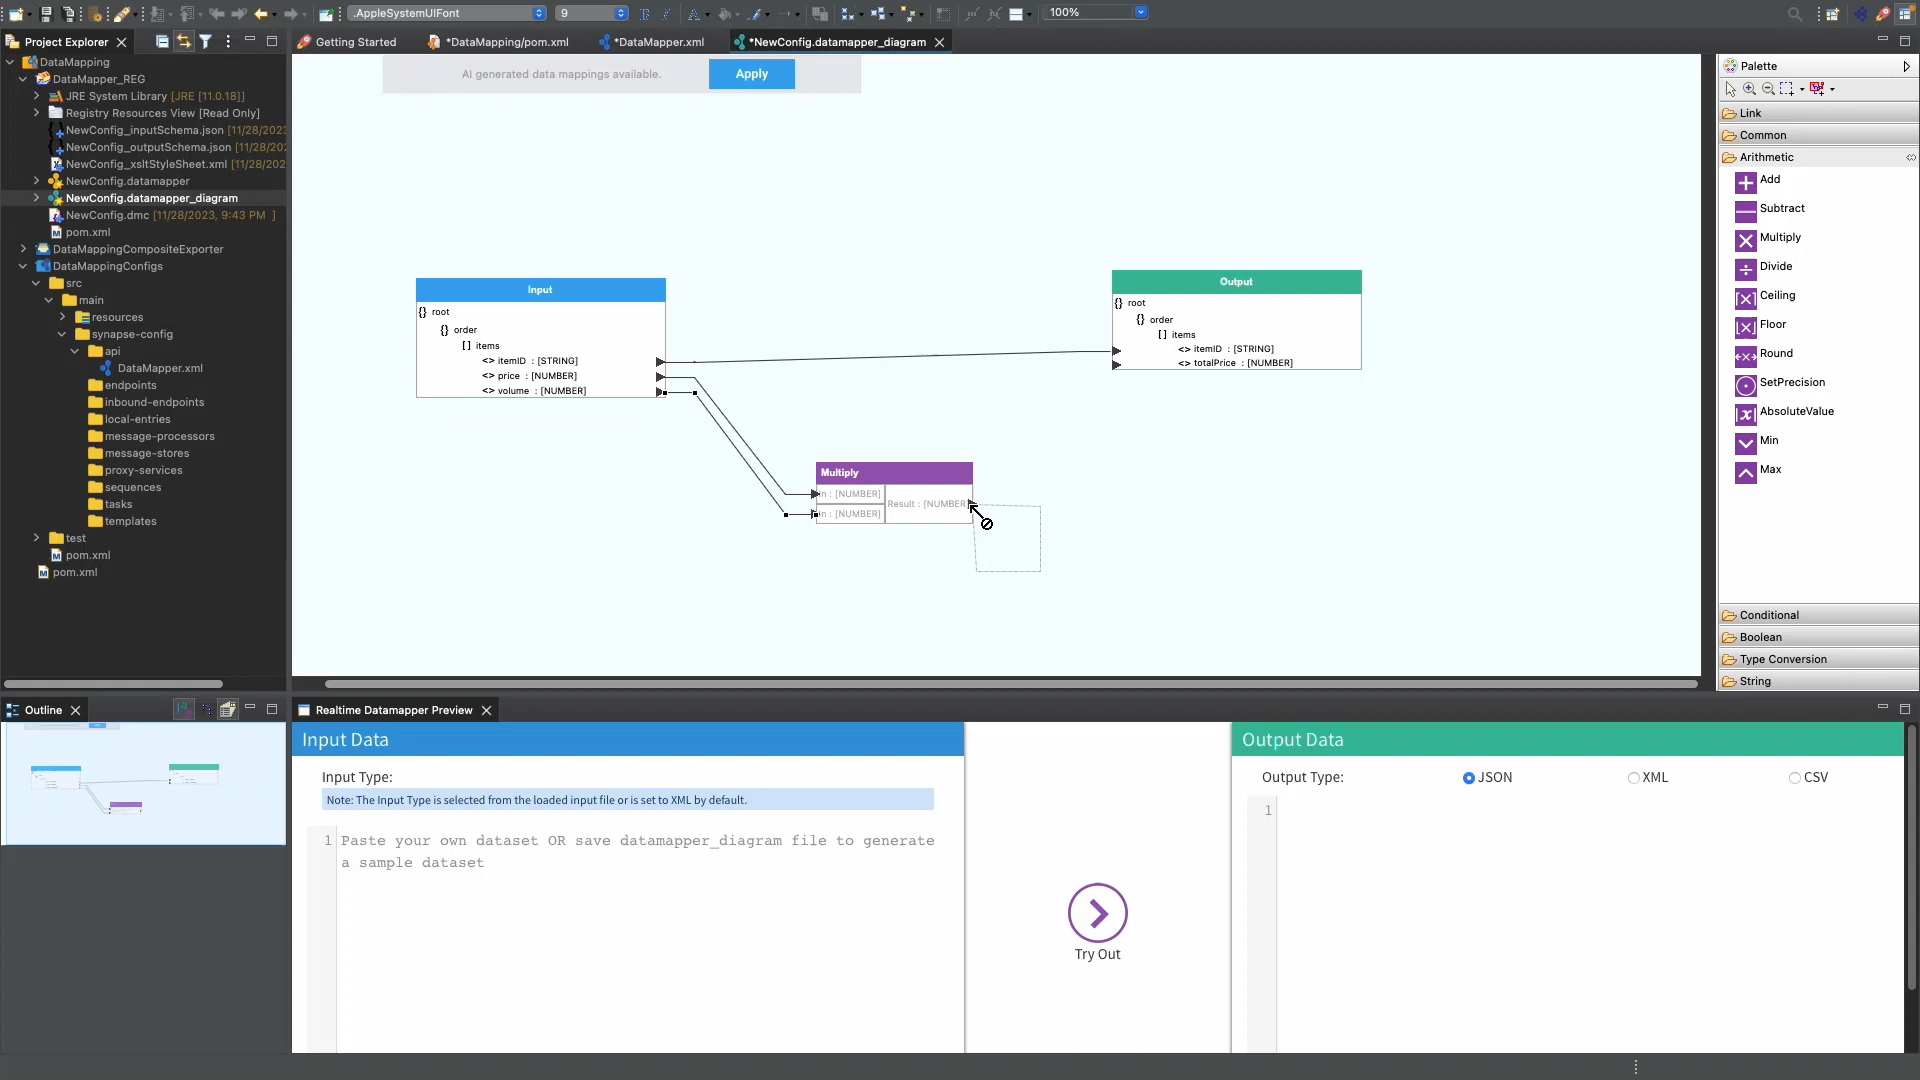 .AppleSystemUIFont
9
100%
Project Explorer
Getting Started
*DataMapping/pom.xml
*DataMapper.xml
*NewConfig.datamapper_diagram
DataMapping
DataMapper_REG
JRE System Library [JRE [11.0.18]]
Registry Resources View [Read Only]
NewConfig_inputSchema.json [11/28/2023
NewConfig_outputSchema.json [11/28/202
NewConfig_xsltStyleSheet.xml [11/28/202
NewConfig.datamapper
NewConfig.datamapper_diagram
NewConfig.dmc [11/28/2023, 9:43 PM ]
pom.xml
DataMappingCompositeExporter
DataMappingConfigs
src
main
resources
synapse-config
api
DataMapper.xml
endpoints
inbound-endpoints
local-entries
message-processors
message-stores
proxy-services
sequences
tasks
templates
test
pom.xml
pom.xml
AI generated data mappings available.
Apply
Input
{} root
{} order
[ ] items
<> itemID : [STRING]
<> price : [NUMBER]
<> volume : [NUMBER]
Output
{} root
{} order
[ ] items
<> itemID : [STRING]
<> totalPrice : [NUMBER]
Multiply
: [NUMBER]
: [NUMBER]
Result : [NUMBER]
Palette
Link
Common
Arithmetic
Add
Subtract
Multiply
Divide
Ceiling
Floor
Round
SetPrecision
AbsoluteValue
Min
Max
Conditional
Boolean
Type Conversion
String
Outline
Realtime Datamapper Preview
Input Data
Input Type:
Note: The Input Type is selected from the loaded input file or is set to XML by default.
1 Paste your own dataset OR save datamapper_diagram file to generate
a sample dataset
Try Out
Output Data
Output Type:
JSON
XML
CSV
1